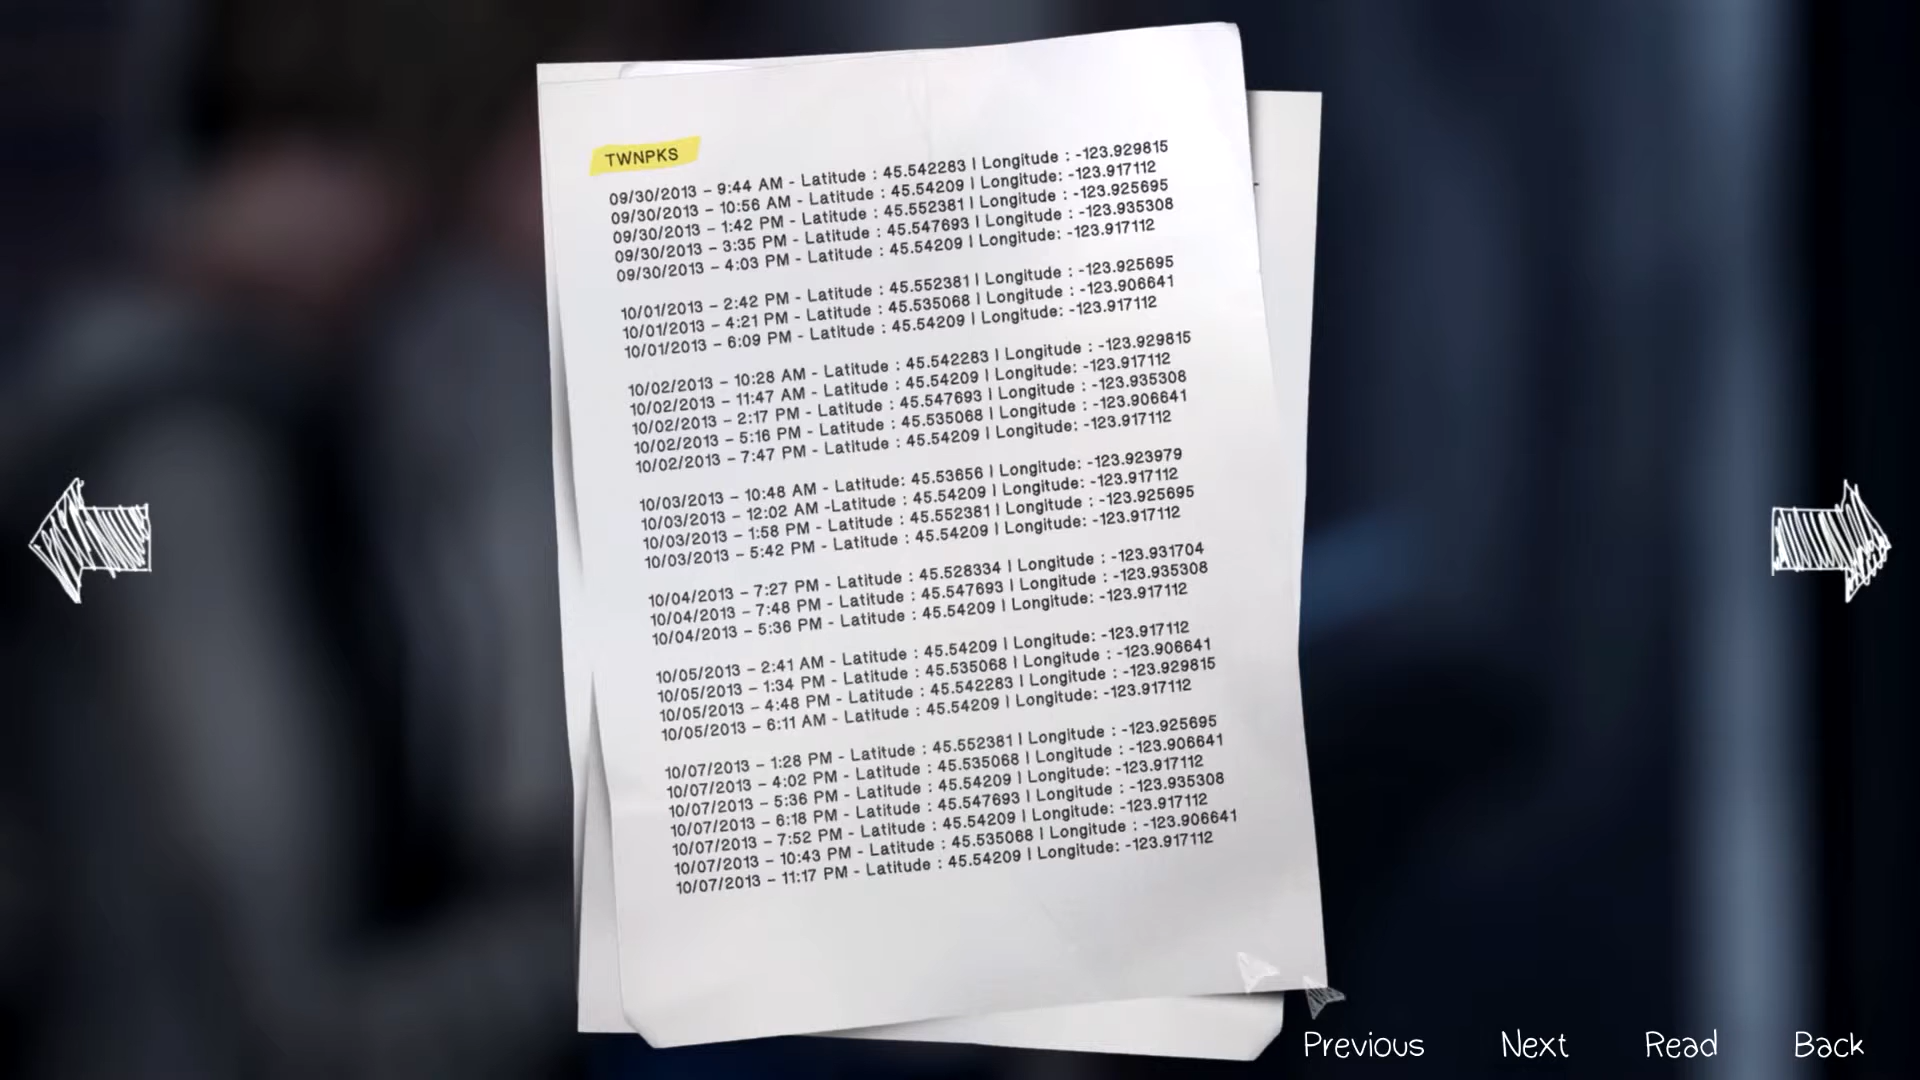 TWNPKS
09/30/2013 – 9:44 AM - Latitude : 45.542283 | Longitude : -123.929815
09/30/2013 – 10:56 AM - Latitude : 45.54209 | Longitude: -123.917112
09/30/2013 – 1:42 PM - Latitude : 45.552381 | Longitude : -123.925695
09/30/2013 – 3:35 PM - Latitude : 45.547693 | Longitude : -123.935308
09/30/2013 – 4:03 PM - Latitude : 45.54209 | Longitude: -123.917112
10/01/2013 – 2:42 PM - Latitude : 45.552381 | Longitude : -123.925695
10/01/2013 – 4:21 PM - Latitude : 45.535068 | Longitude : -123.906641
10/01/2013 – 6:09 PM - Latitude : 45.54209 | Longitude: -123.917112
10/02/2013 – 10:28 AM - Latitude : 45.542283 | Longitude : -123.929815
10/02/2013 – 11:47 AM - Latitude : 45.54209 | Longitude: -123.917112
10/02/2013 – 2:17 PM - Latitude : 45.547693 | Longitude : -123.935308
10/02/2013 – 5:16 PM - Latitude : 45.535068 | Longitude : -123.906641
10/02/2013 – 7:47 PM - Latitude : 45.54209 | Longitude: -123.917112
10/03/2013 – 10:48 AM - Latitude: 45.53656 | Longitude: -123.923979
10/03/2013 – 12:02 AM -Latitude : 45.54209 | Longitude: -123.917112
10/03/2013 – 1:58 PM - Latitude : 45.552381 | Longitude : -123.925695
10/03/2013 – 5:42 PM - Latitude : 45.54209 | Longitude: -123.917112
10/04/2013 – 7:27 PM - Latitude : 45.528334 | Longitude : -123.931704
10/04/2013 – 7:48 PM - Latitude : 45.547693 | Longitude : -123.935308
10/04/2013 – 5:36 PM - Latitude : 45.54209 | Longitude: -123.917112
10/05/2013 – 2:41 AM - Latitude : 45.54209 | Longitude: -123.917112
10/05/2013 – 1:34 PM - Latitude : 45.535068 | Longitude : -123.906641
10/05/2013 – 4:48 PM - Latitude : 45.542283 | Longitude : -123.929815
10/05/2013 – 6:11 AM - Latitude : 45.54209 | Longitude: -123.917112
10/07/2013 – 1:28 PM - Latitude : 45.552381 | Longitude : -123.925695
10/07/2013 – 4:02 PM - Latitude : 45.535068 | Longitude : -123.906641
10/07/2013 – 5:36 PM - Latitude : 45.54209 | Longitude: -123.917112
10/07/2013 – 6:18 PM - Latitude : 45.547693 | Longitude : -123.935308
10/07/2013 – 7:52 PM - Latitude : 45.54209 | Longitude: -123.917112
10/07/2013 – 10:43 PM - Latitude : 45.535068 | Longitude : -123.906641
10/07/2013 – 11:17 PM - Latitude : 45.54209 | Longitude: -123.917112
Previous Next Read Back